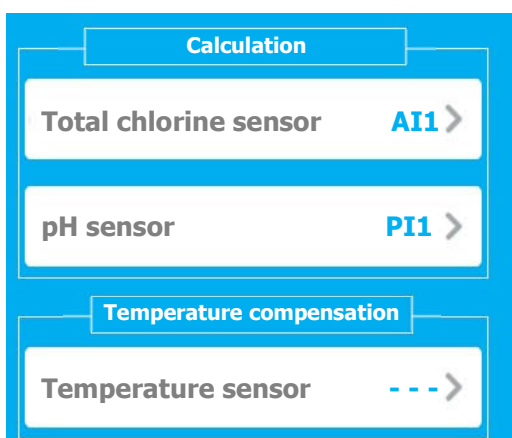 Calculation
Total chlorine sensor AI1
pH sensor PI1
Temperature compensation
Temperature sensor - - -